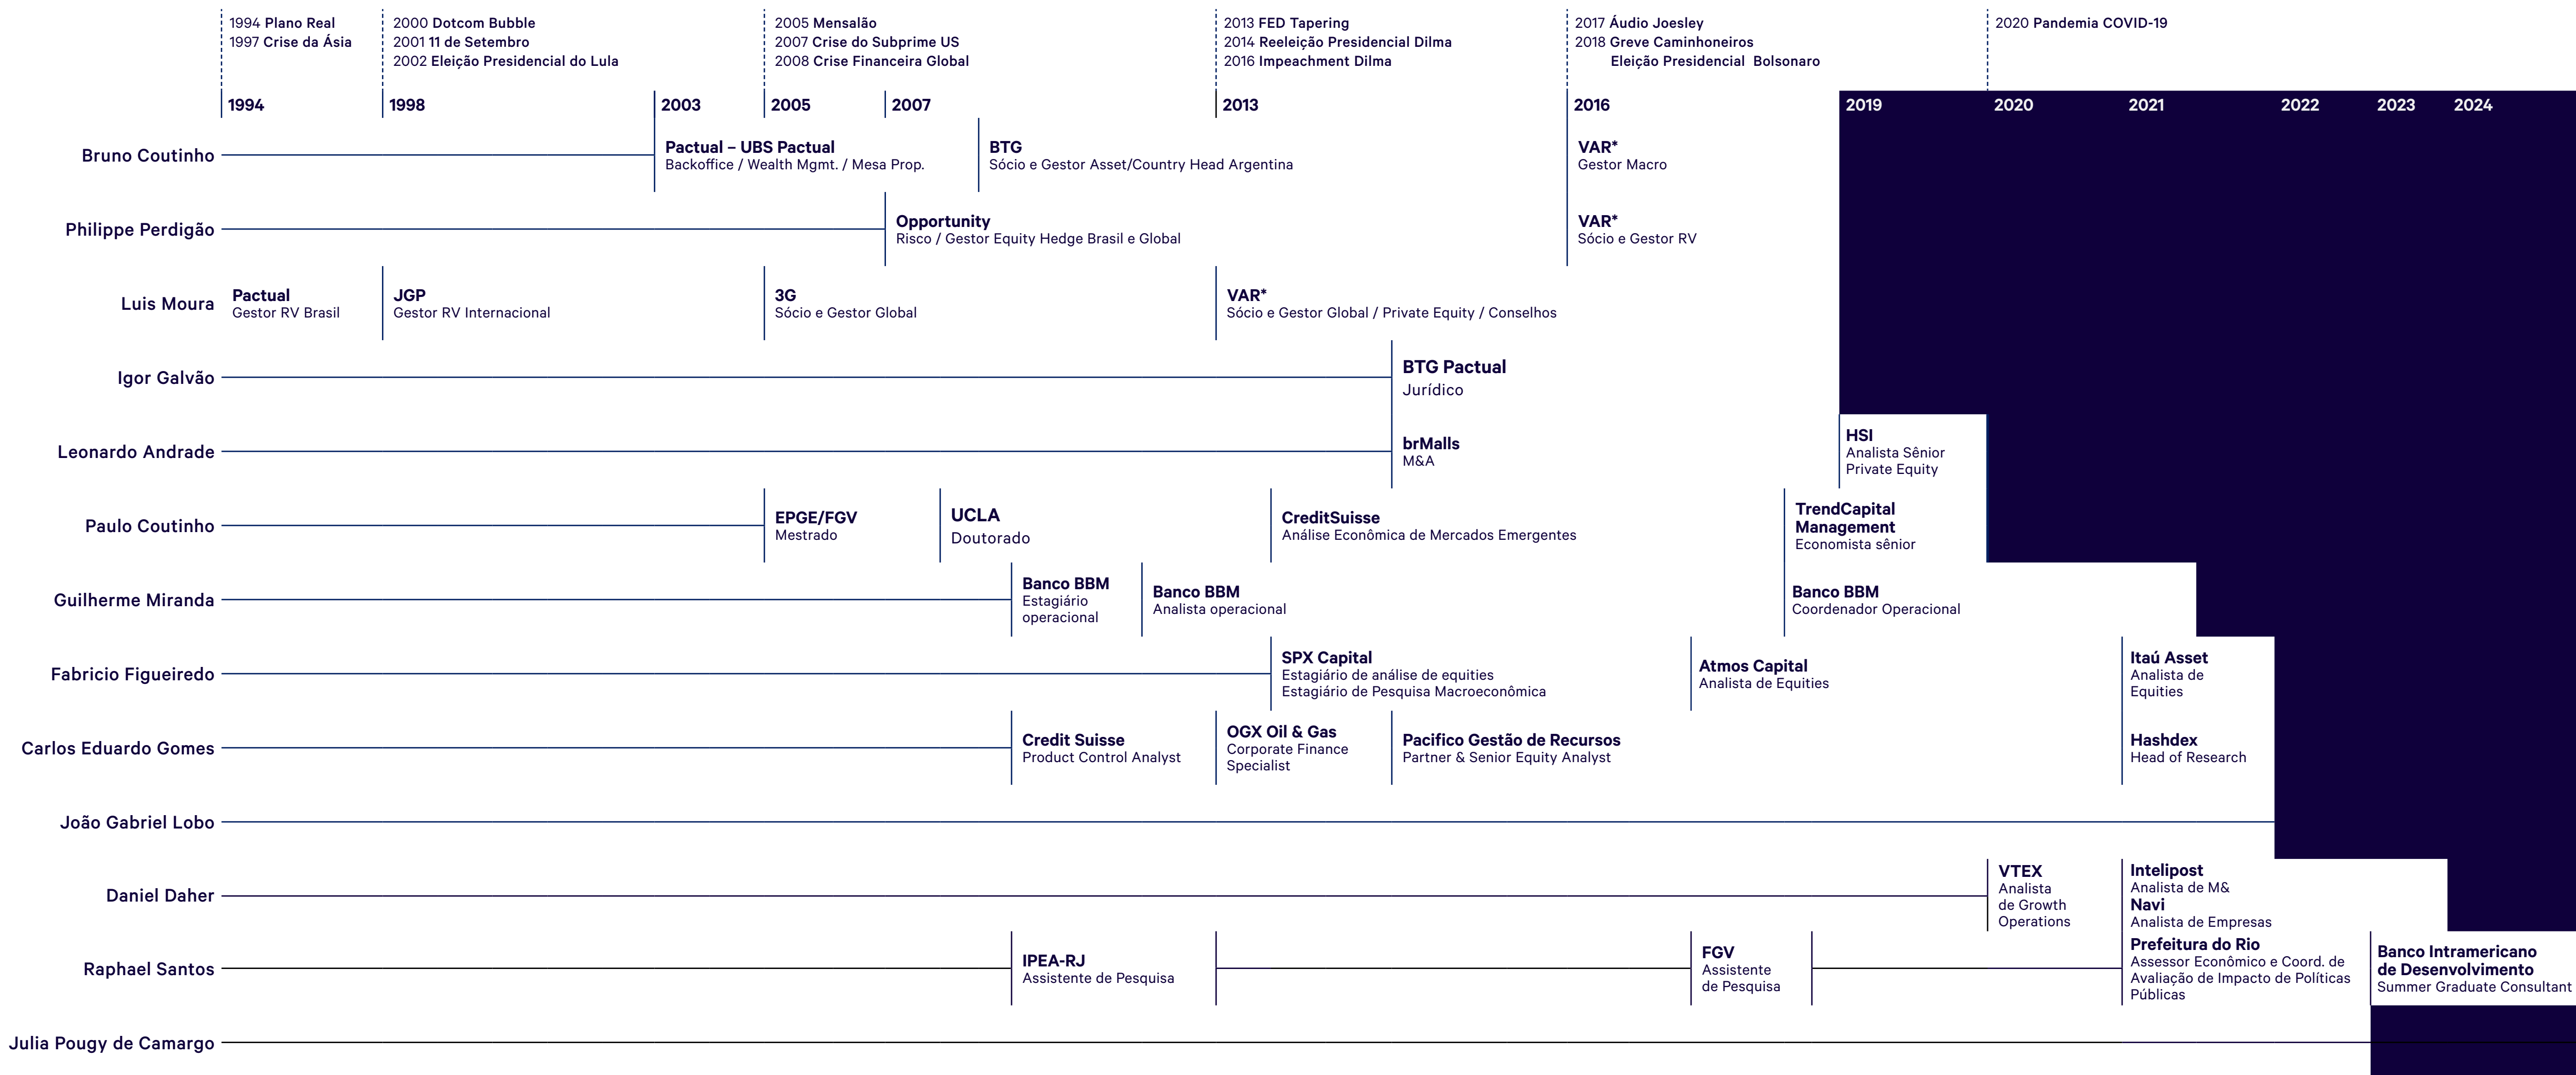 1994 Plano Real
1997 Crise da Ásia
2000 Dotcom Bubble
2001 11 de Setembro
2002 Eleição Presidencial do Lula
2005 Mensalão
2007 Crise do Subprime US
2008 Crise Financeira Global
2013 FED Tapering
2014 Reeleição Presidencial Dilma
2016 Impeachment Dilma
2017 Áudio Joesley
2018 Greve Caminhoneiros
Eleição Presidencial Bolsonaro
2020 Pandemia COVID-19
1994 1998 2003 2005 2007 2013 2016 2019 2020 2021 2022 2023 2024
Bruno Coutinho
Pactual – UBS Pactual
Backoffice / Wealth Mgmt. / Mesa Prop.
BTG
Sócio e Gestor Asset/Country Head Argentina
VAR*
Gestor Macro
Philippe Perdigão
Opportunity
Risco / Gestor Equity Hedge Brasil e Global
VAR*
Sócio e Gestor RV
Luis Moura
Pactual
Gestor RV Brasil
JGP
Gestor RV Internacional
3G
Sócio e Gestor Global
VAR*
Sócio e Gestor Global / Private Equity / Conselhos
Igor Galvão
BTG Pactual
Jurídico
Leonardo Andrade
brMalls
M&A
HSI
Analista Sênior
Private Equity
Paulo Coutinho
EPGE/FGV
Mestrado
UCLA
Doutorado
CreditSuisse
Análise Econômica de Mercados Emergentes
TrendCapital
Management
Economista sênior
Guilherme Miranda
Banco BBM
Estagiário
operacional
Banco BBM
Analista operacional
Banco BBM
Coordenador Operacional
Fabricio Figueiredo
SPX Capital
Estagiário de análise de equities
Estagiário de Pesquisa Macroeconômica
Atmos Capital
Analista de Equities
Itaú Asset
Analista de
Equities
Carlos Eduardo Gomes
Credit Suisse
Product Control Analyst
OGX Oil & Gas
Corporate Finance
Specialist
Pacifico Gestão de Recursos
Partner & Senior Equity Analyst
Hashdex
Head of Research
João Gabriel Lobo
Daniel Daher
VTEX
Analista
de Growth
Operations
Intelipost
Analista de M&
Navi
Analista de Empresas
Raphael Santos
IPEA-RJ
Assistente de Pesquisa
FGV
Assistente
de Pesquisa
Prefeitura do Rio
Assessor Econômico e Coord. de
Avaliação de Impacto de Políticas
Públicas
Banco Intramericano
de Desenvolvimento
Summer Graduate Consultant
Julia Pougy de Camargo